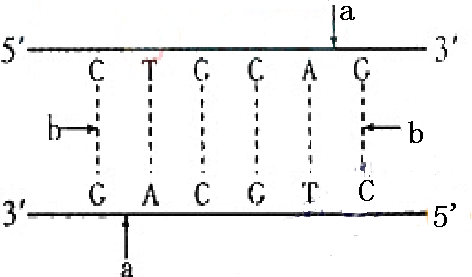 a
5' 3'
C T G C A G
b b
G A C G T C
3' 5'
a